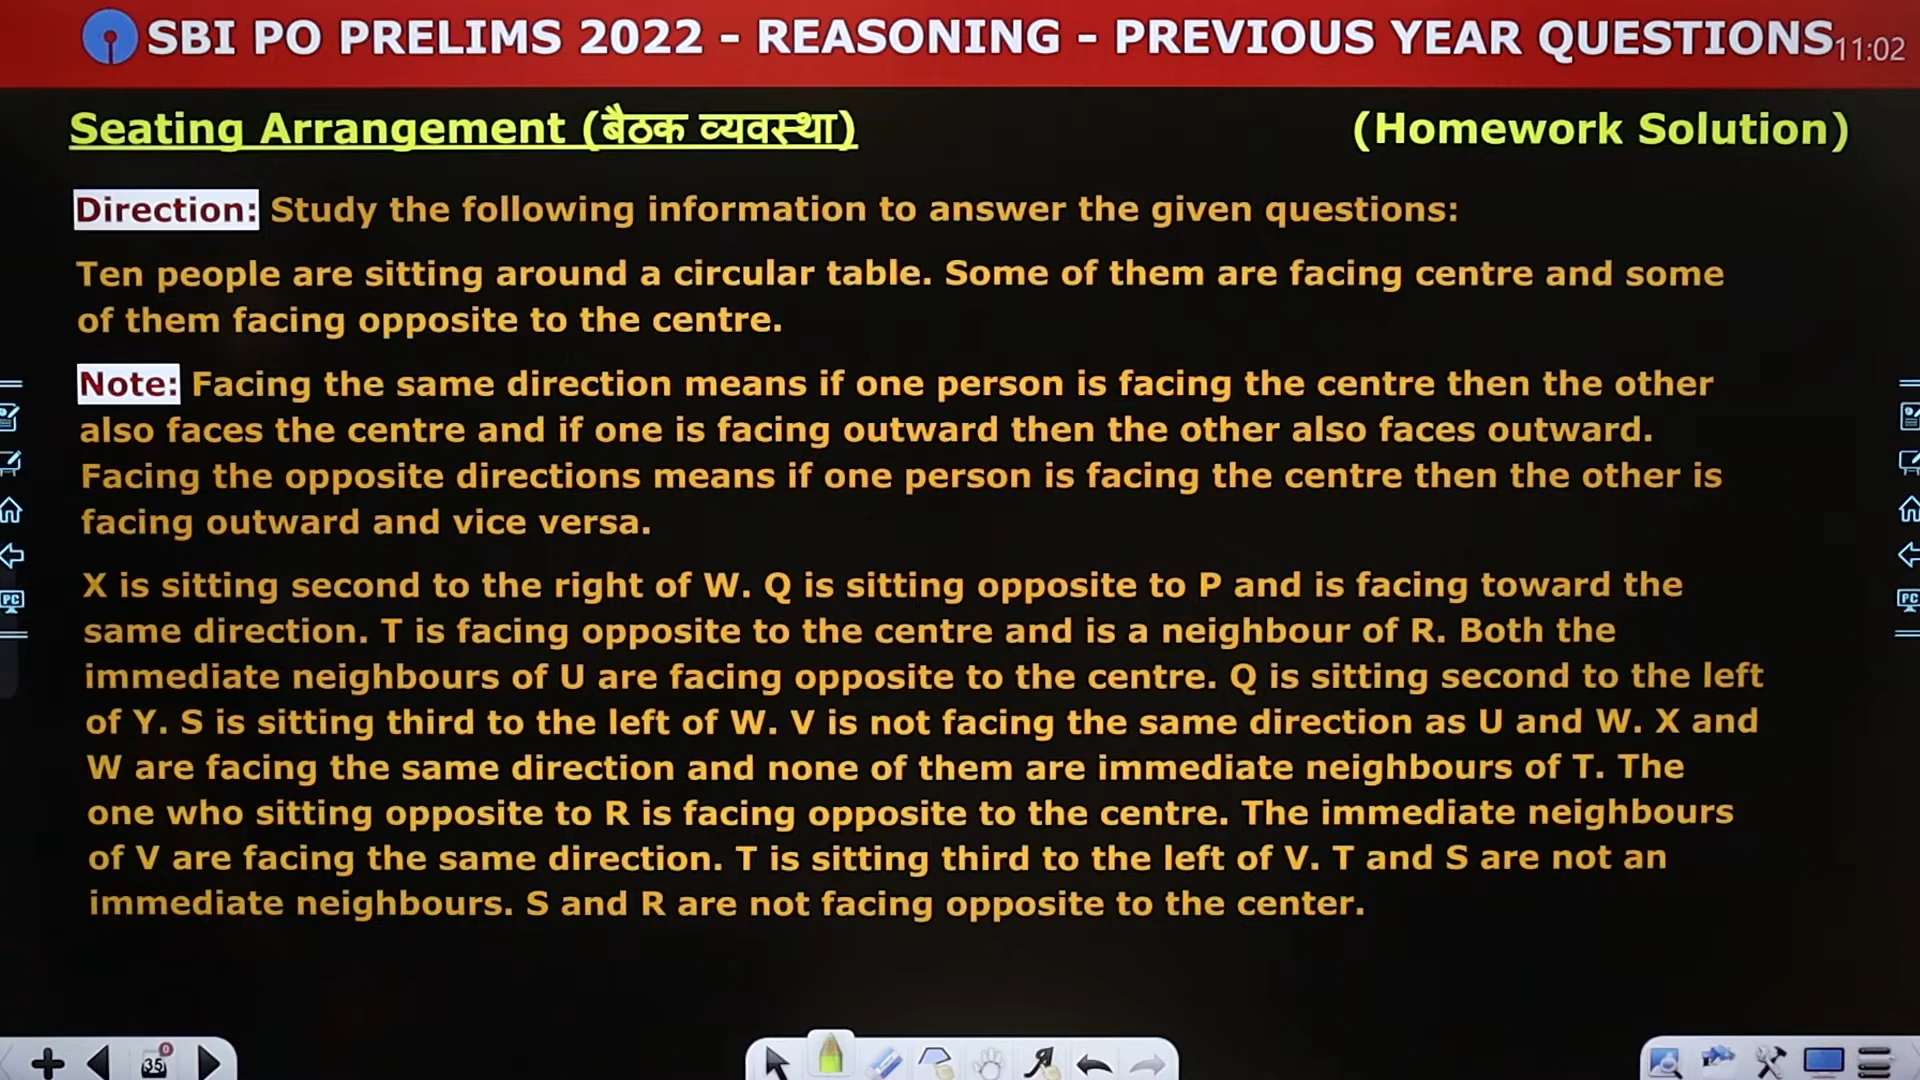 SBI PO PRELIMS 2022 - REASONING - PREVIOUS YEAR QUESTIONS
11:02
Seating Arrangement (बैठक व्यवस्था)
(Homework Solution)
Direction: Study the following information to answer the given questions:
Ten people are sitting around a circular table. Some of them are facing centre and some
of them facing opposite to the centre.
Note: Facing the same direction means if one person is facing the centre then the other
also faces the centre and if one is facing outward then the other also faces outward.
Facing the opposite directions means if one person is facing the centre then the other is
facing outward and vice versa.
X is sitting second to the right of W. Q is sitting opposite to P and is facing toward the
same direction. T is facing opposite to the centre and is a neighbour of R. Both the
immediate neighbours of U are facing opposite to the centre. Q is sitting second to the left
of Y. S is sitting third to the left of W. V is not facing the same direction as U and W. X and
W are facing the same direction and none of them are immediate neighbours of T. The
one who sitting opposite to R is facing opposite to the centre. The immediate neighbours
of V are facing the same direction. T is sitting third to the left of V. T and S are not an
immediate neighbours. S and R are not facing opposite to the center.
PC
PC
35
0